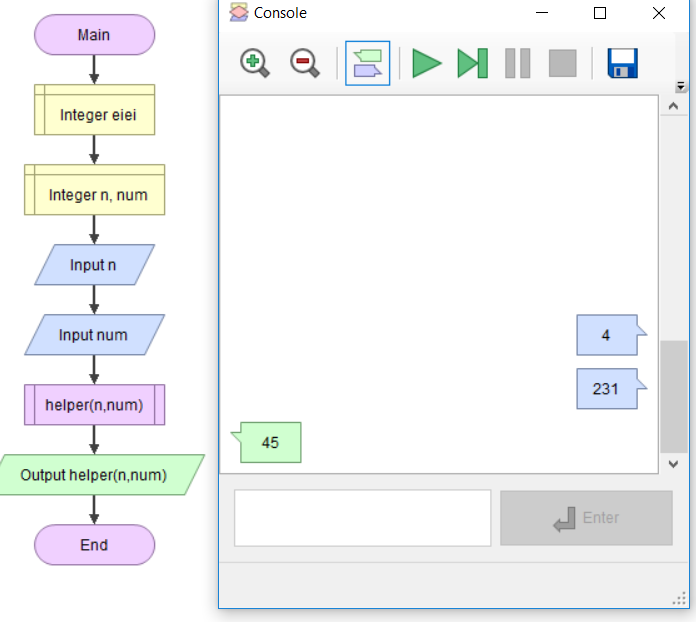 Main
Integer eiei
Integer n, num
Input n
Input num
helper(n,num)
Output helper(n,num)
End
Console
4
231
45
Enter